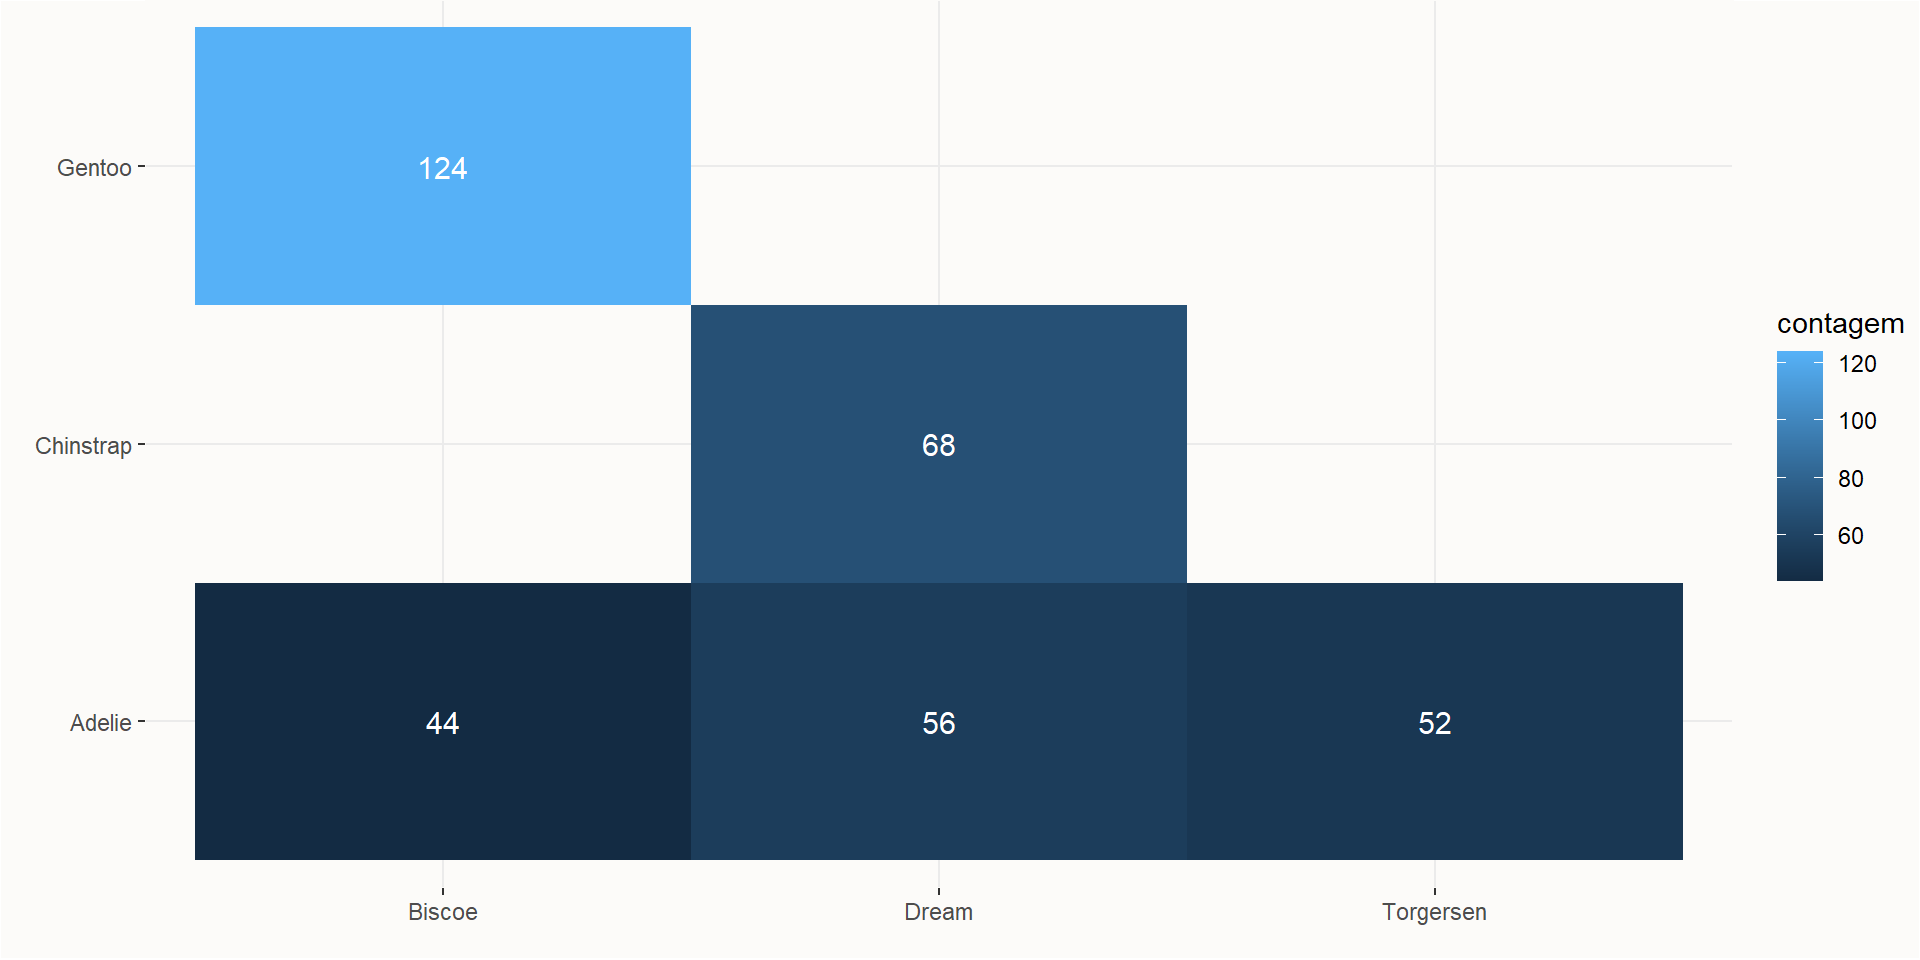 Gentoo
124
Chinstrap
68
Adelie
44 56 52
Biscoe Dream Torgersen
contagem
120
100
80
60